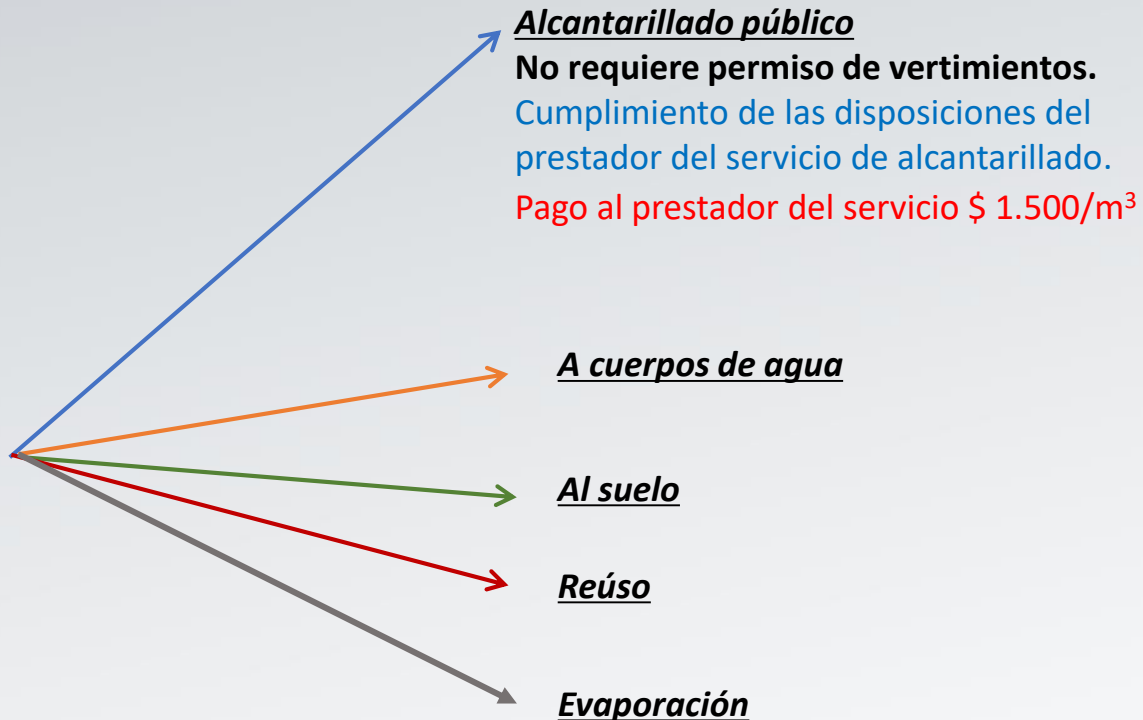 Alcantarillado público
No requiere permiso de vertimientos.
Cumplimiento de las disposiciones del
prestador del servicio de alcantarillado.
Pago al prestador del servicio $ 1.500/m³
A cuerpos de agua
Al suelo
Reúso
Evaporación